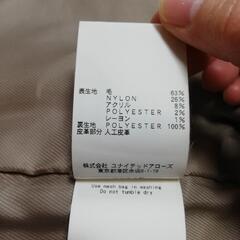 表生地 毛 63%
NYLON 26%
アクリル 8%
POLYESTER 2%
レーヨン 1%
裏生地 POLYESTER 100%
皮革部分 人工皮革
株式会社 ユナイテッドアローズ
Use mesh bag in washing
Do not tumble dry